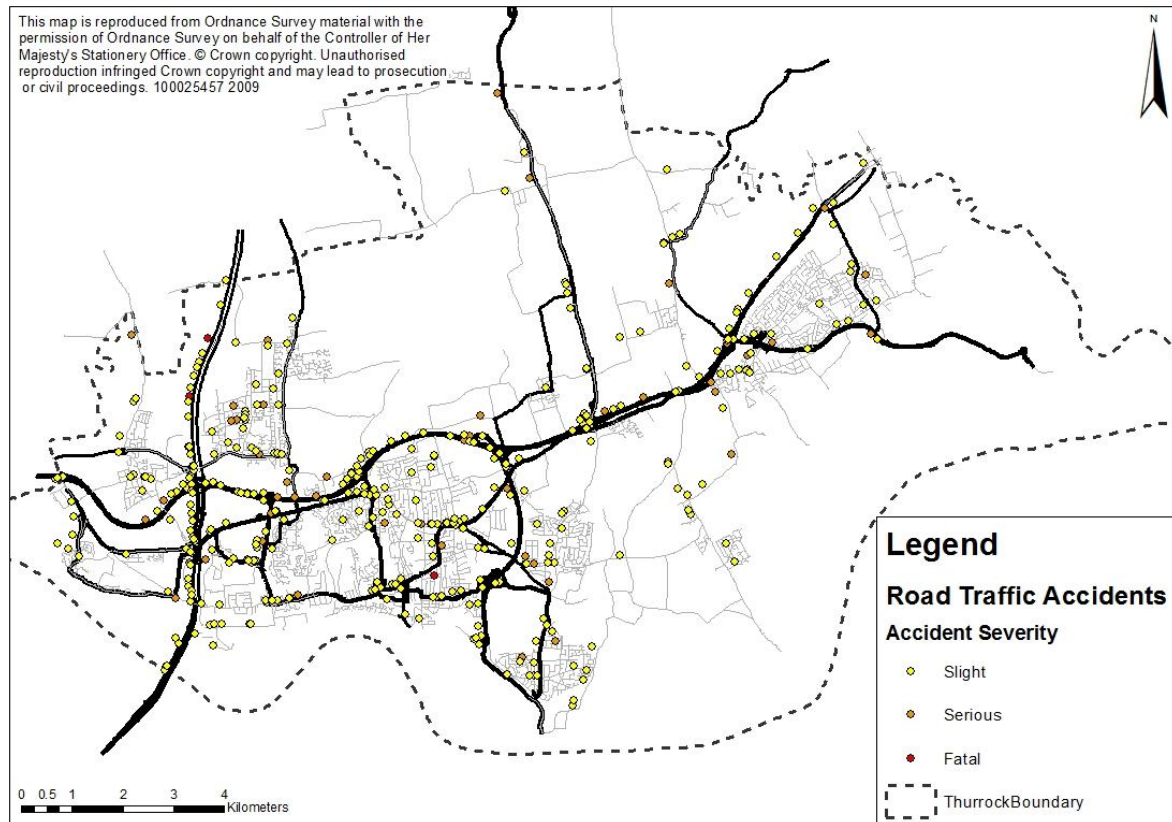 This map is reproduced from Ordnance Survey material with the
permission of Ordnance Survey on behalf of the Controller of Her
Majesty's Stationery Office. © Crown copyright. Unauthorised
reproduction infringed Crown copyright and may lead to prosecution
or civil proceedings. 100025457 2009
N
Legend
Road Traffic Accidents
Accident Severity
Slight
Serious
Fatal
ThurrockBoundary
0 0.5 1 2 3 4
Kilometers